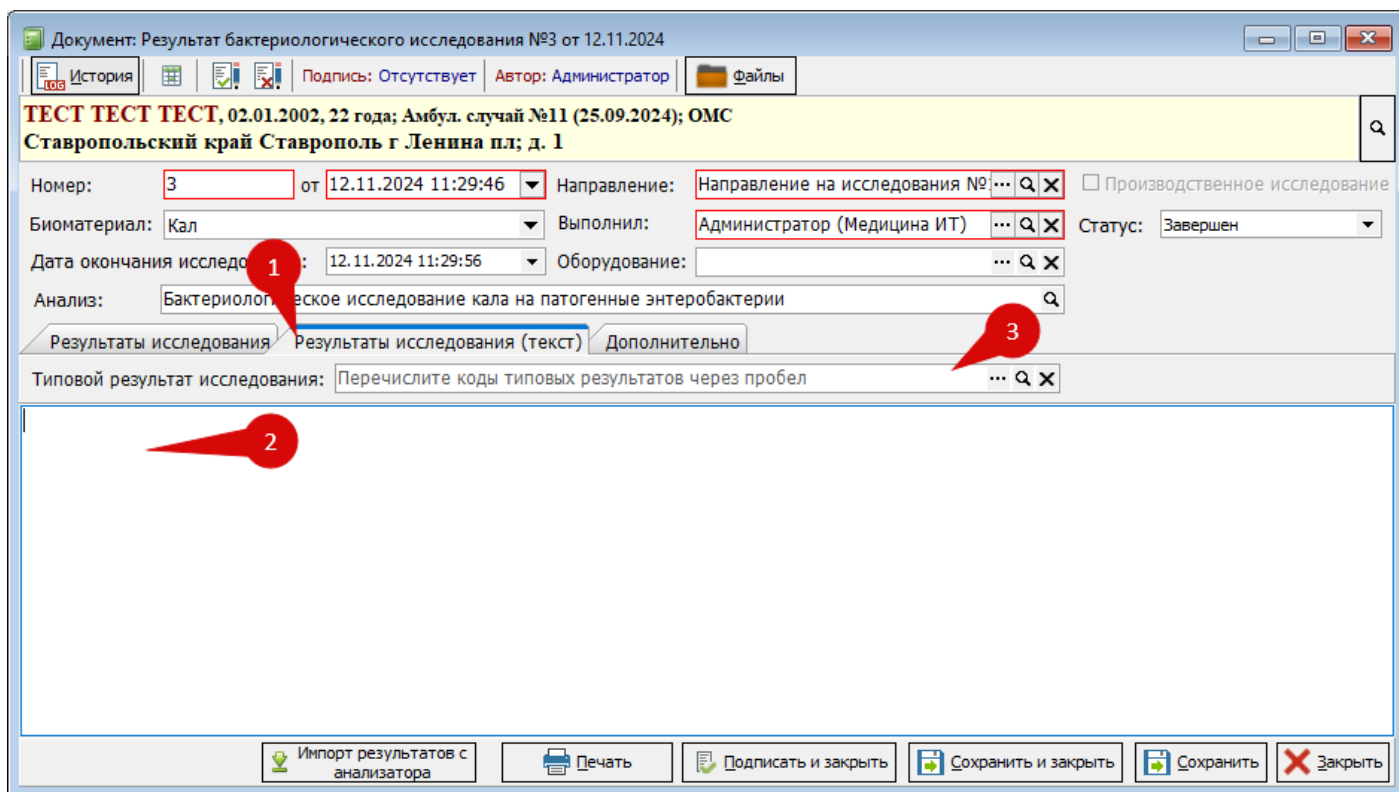 Документ: Результат бактериологического исследования №3 от 12.11.2024
LOG История Подпись: Отсутствует Автор: Администратор Файлы
ТЕСТ ТЕСТ ТЕСТ, 02.01.2002, 22 года; Амбул. случай №11 (25.09.2024); ОМС
Ставропольский край Ставрополь г Ленина пл; д. 1
Номер: 3 от 12.11.2024 11:29:46 Направление: Направление на исследования № ... Производственное исследование
Биоматериал: Кал Выполнил: Администратор (Медицина ИТ) ... Статус: Завершен
Дата окончания исследо : 12.11.2024 11:29:56 Оборудование: ...
1
Анализ: Бактериоло ческое исследование кала на патогенные энтеробактерии
Результаты исследования Результаты исследования (текст) Дополнительно
3
Типовой результат исследования: Перечислите коды типовых результатов через пробел ...
2
Импорт результатов с анализатора Печать Подписать и закрыть Сохранить и закрыть Сохранить Закрыть